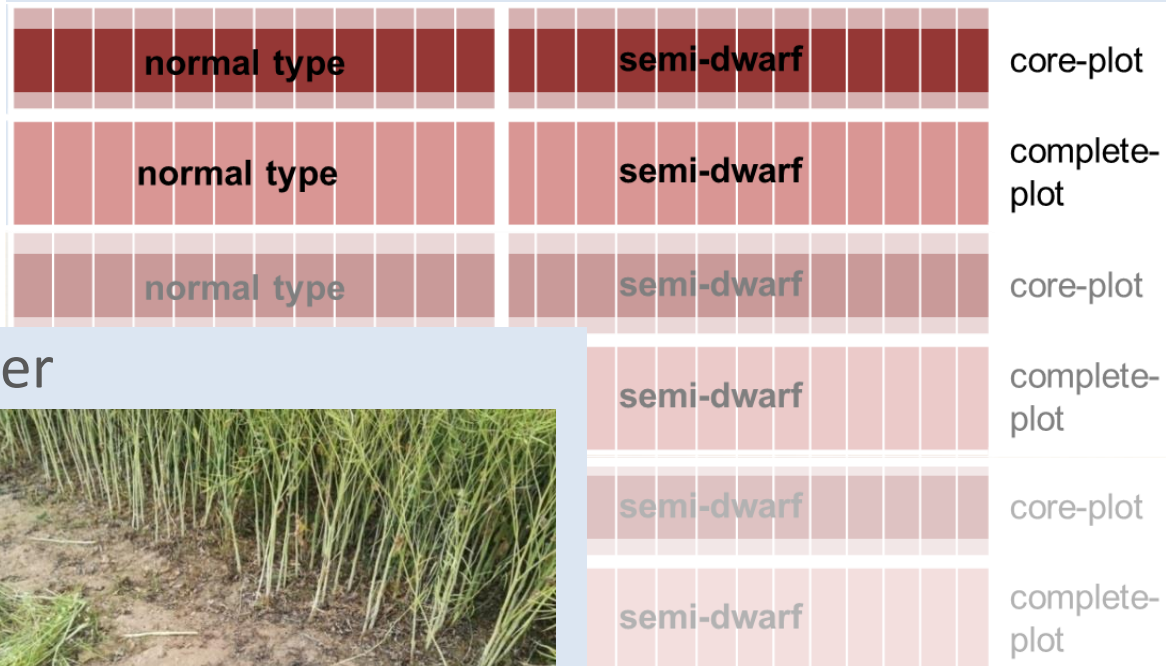 normal type semi-dwarf core-plot
normal type semi-dwarf complete-
plot
normal type semi-dwarf core-plot
er
semi-dwarf complete-
plot
semi-dwarf core-plot
semi-dwarf complete-
plot